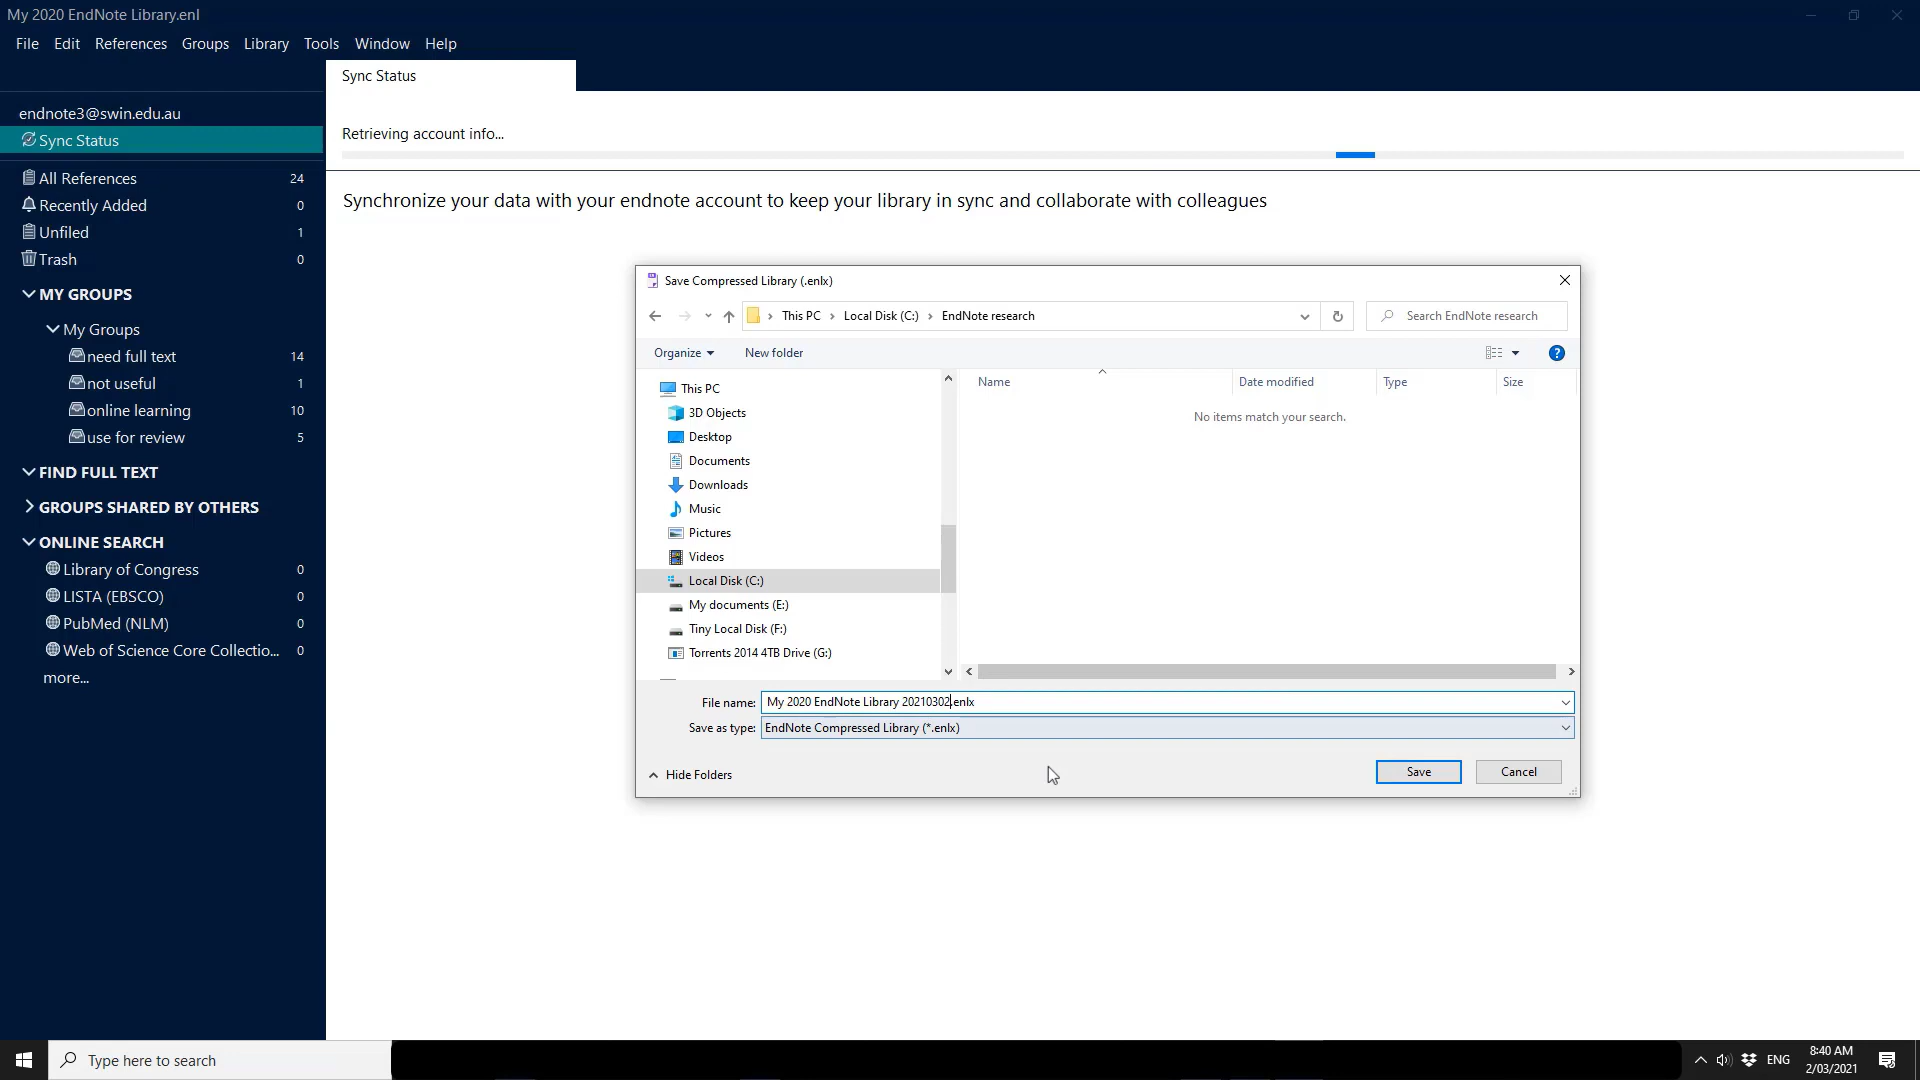 My 2020 EndNote Library.enl
File Edit References Groups Library Tools Window Help
Sync Status
endnote3@swin.edu.au
Sync Status
All References 24
Recently Added 0
Unfiled 1
Trash 0
MY GROUPS
My Groups
need full text 14
not useful 1
online learning 10
use for review 5
FIND FULL TEXT
GROUPS SHARED BY OTHERS
ONLINE SEARCH
Library of Congress 0
LISTA (EBSCO) 0
PubMed (NLM) 0
Web of Science Core Collectio... 0
more...
Retrieving account info...
Synchronize your data with your endnote account to keep your library in sync and collaborate with colleagues
Save Compressed Library (.enlx)
This PC › Local Disk (C:) › EndNote research
Search EndNote research
Organize New folder
This PC
3D Objects
Desktop
Documents
Downloads
Music
Pictures
Videos
Local Disk (C:)
My documents (E:)
Tiny Local Disk (F:)
Torrents 2014 4TB Drive (G:)
Name Date modified Type Size
No items match your search.
File name: My 2020 EndNote Library 20210302.enlx
Save as type: EndNote Compressed Library (*.enlx)
Hide Folders
Save Cancel
Type here to search
ENG
8:40 AM
2/03/2021